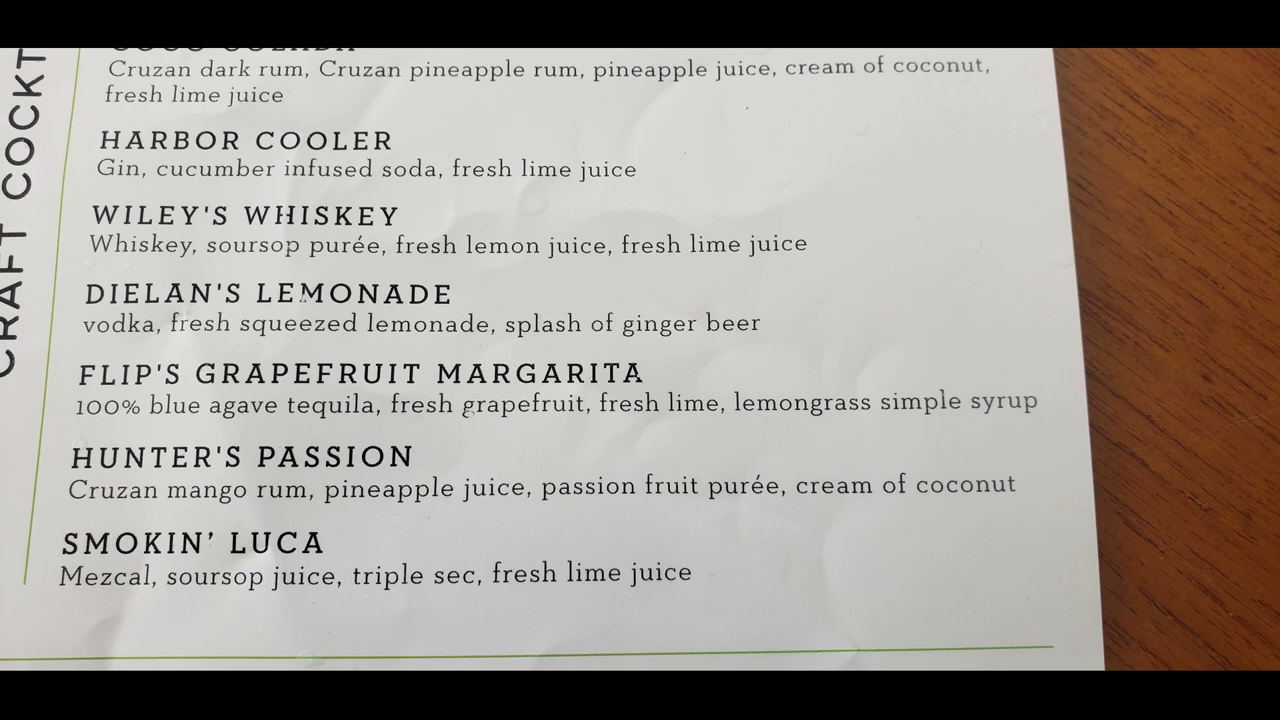 Cruzan dark rum, Cruzan pineapple rum, pineapple juice, cream of coconut,
fresh lime juice
HARBOR COOLER
Gin, cucumber infused soda, fresh lime juice
WILEY'S WHISKEY
Whiskey, soursop purée, fresh lemon juice, fresh lime juice
DIELAN'S LEMONADE
vodka, fresh squeezed lemonade, splash of ginger beer
FLIP'S GRAPEFRUIT MARGARITA
100% blue agave tequila, fresh grapefruit, fresh lime, lemongrass simple syrup
HUNTER'S PASSION
Cruzan mango rum, pineapple juice, passion fruit purée, cream of coconut
SMOKIN' LUCA
Mezcal, soursop juice, triple sec, fresh lime juice
CRAFT COCKT